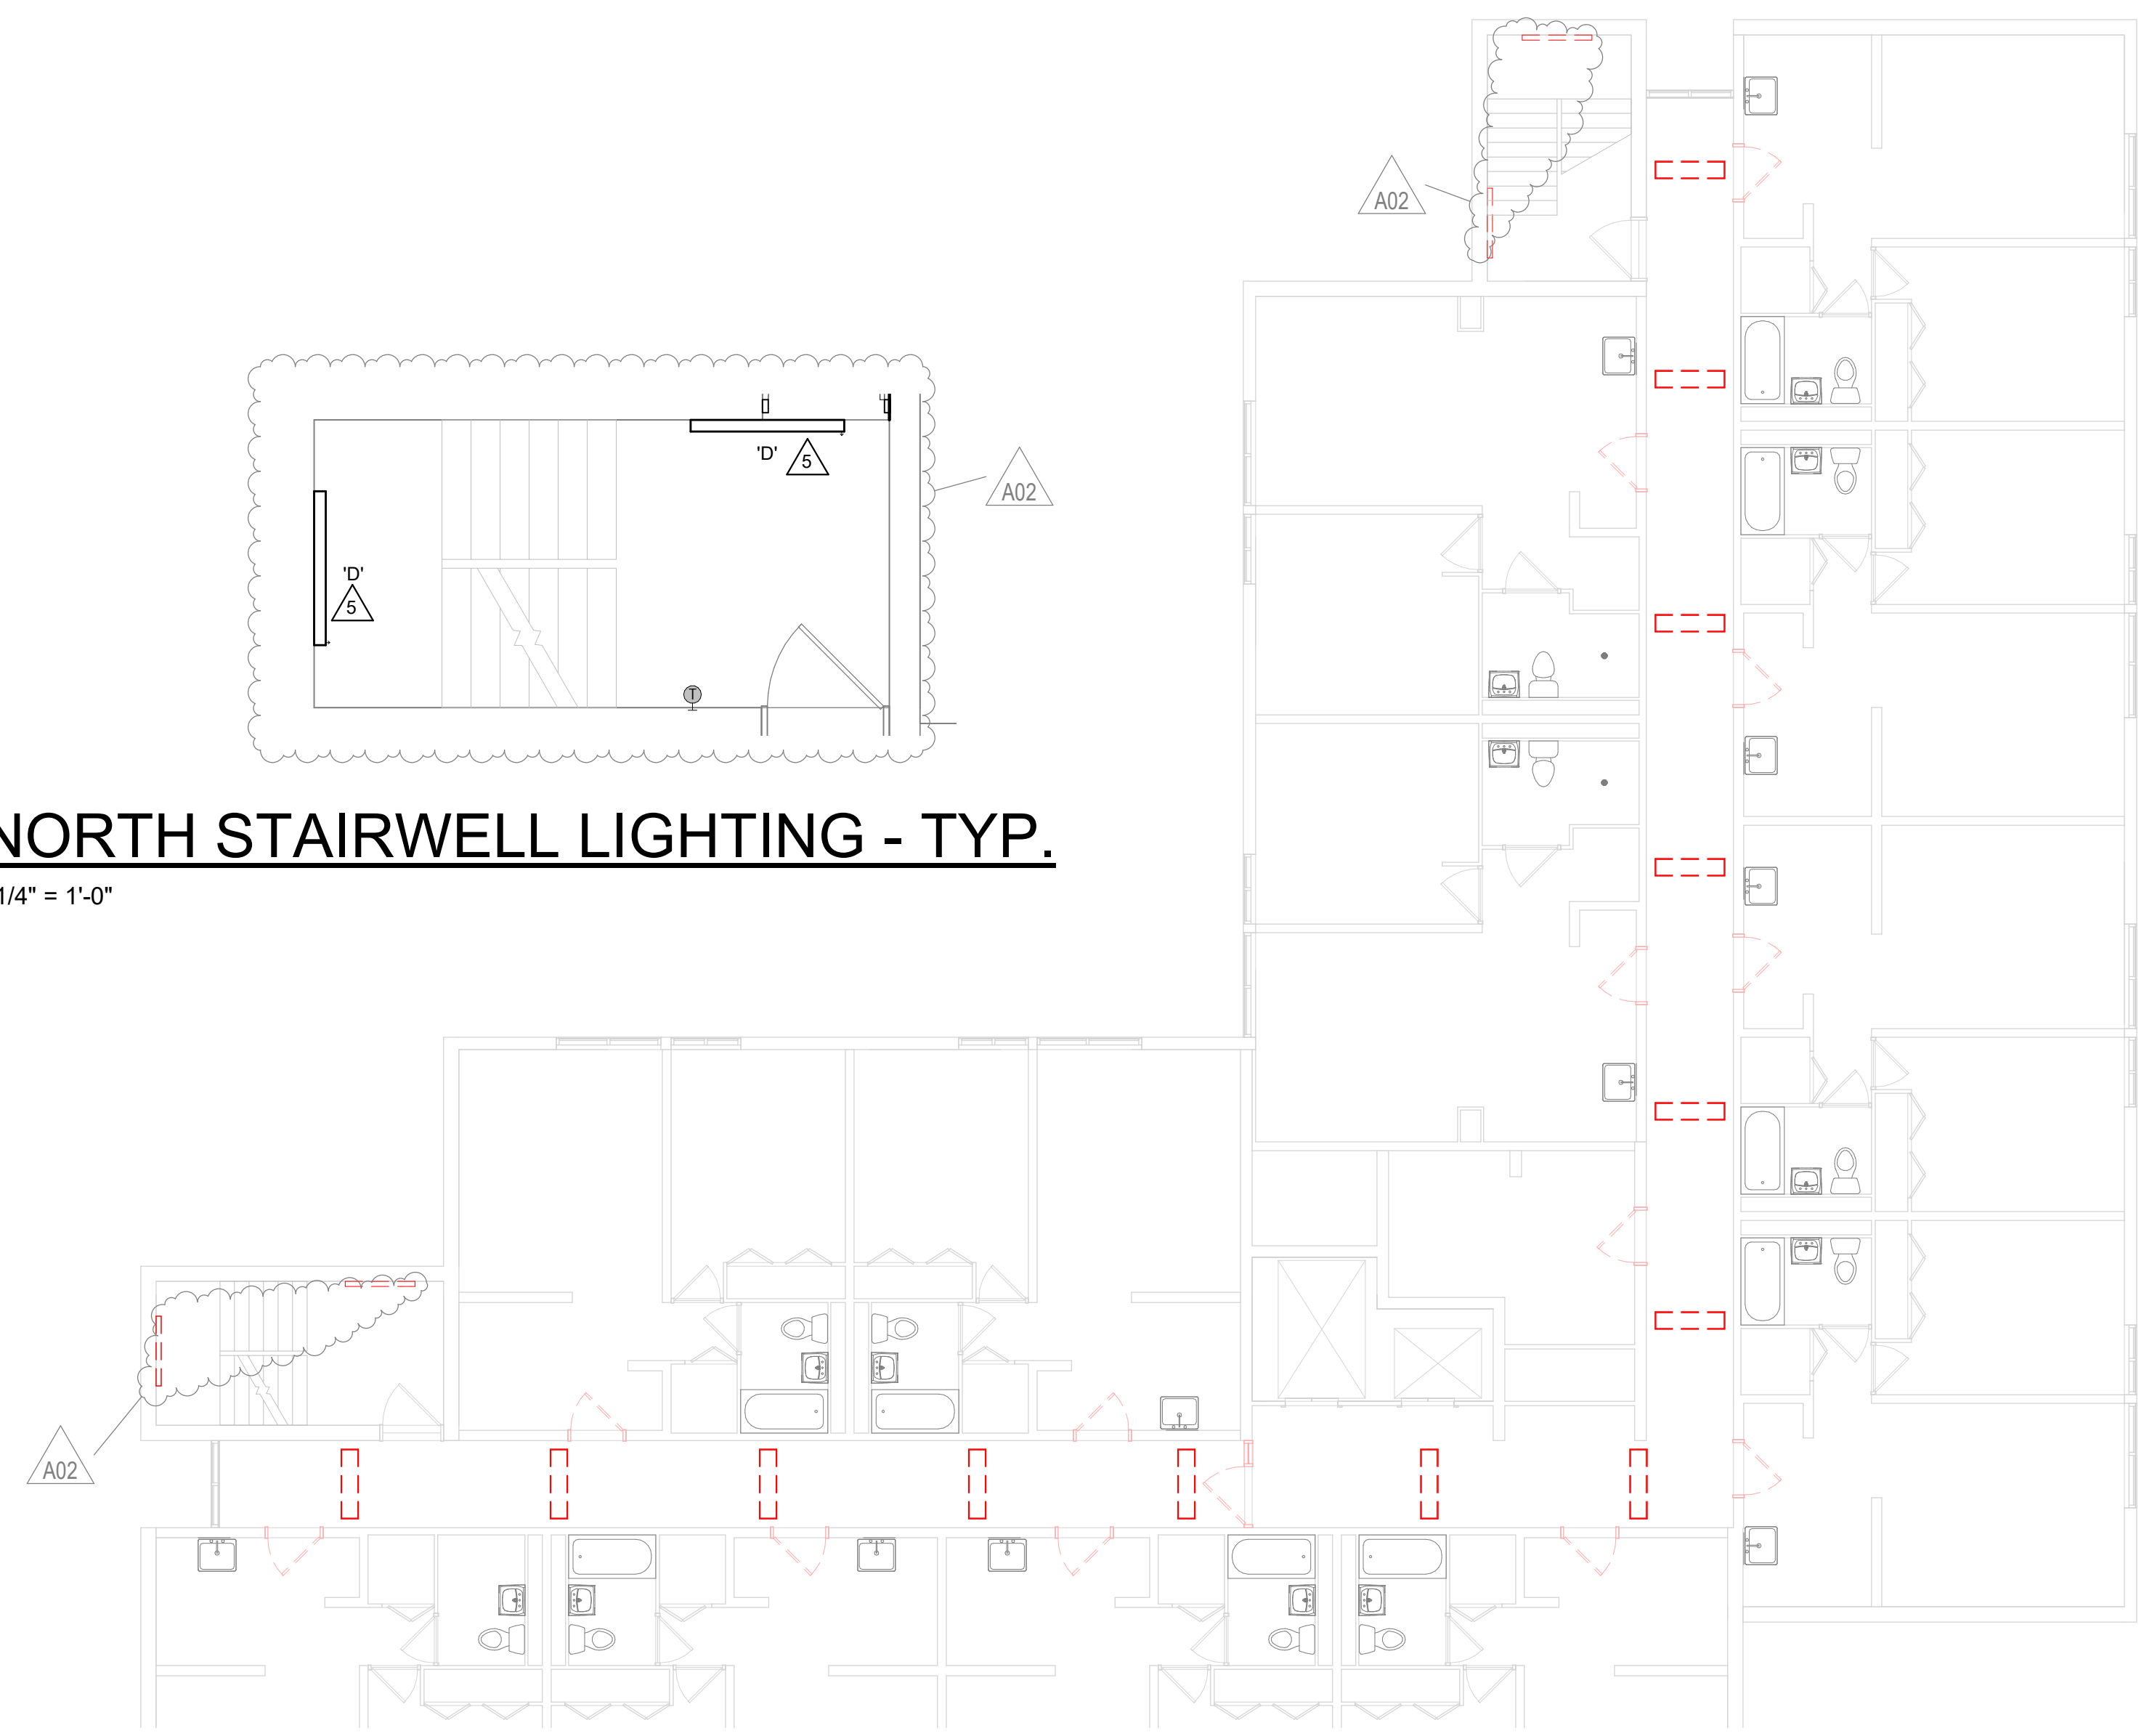 A02
'D'
5
A02
'D'
5
T
NORTH STAIRWELL LIGHTING - TYP.
1/4" = 1'-0"
A02